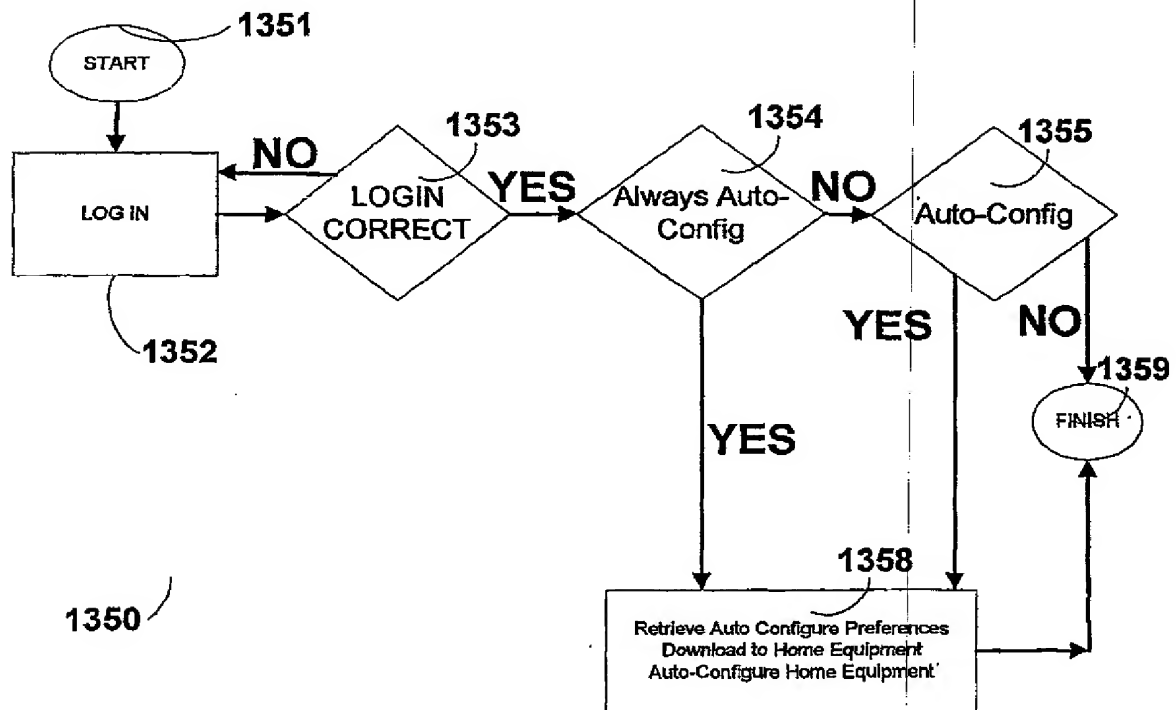 1351
START
1353
1354
1355
NO
LOGIN
CORRECT
YES
Always Auto-
Config
NO
Auto-Config
LOG IN
1352
YES
NO
1359
FINISH
YES
1358
1350
Retrieve Auto Configure Preferences
Download to Home Equipment
Auto-Configure Home Equipment